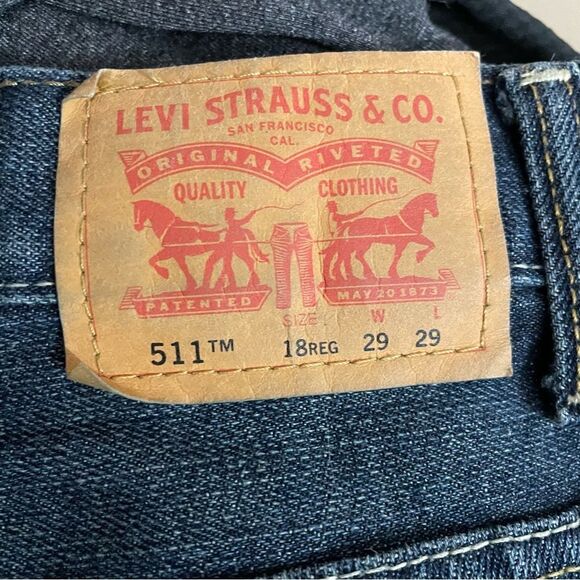 LEVI STRAUSS & CO.
SAN FRANCISCO
CAL.
ORIGINAL RIVETED
QUALITY CLOTHING
PATENTED MAY 20 1873
SIZE W L
511™ 18REG 29 29